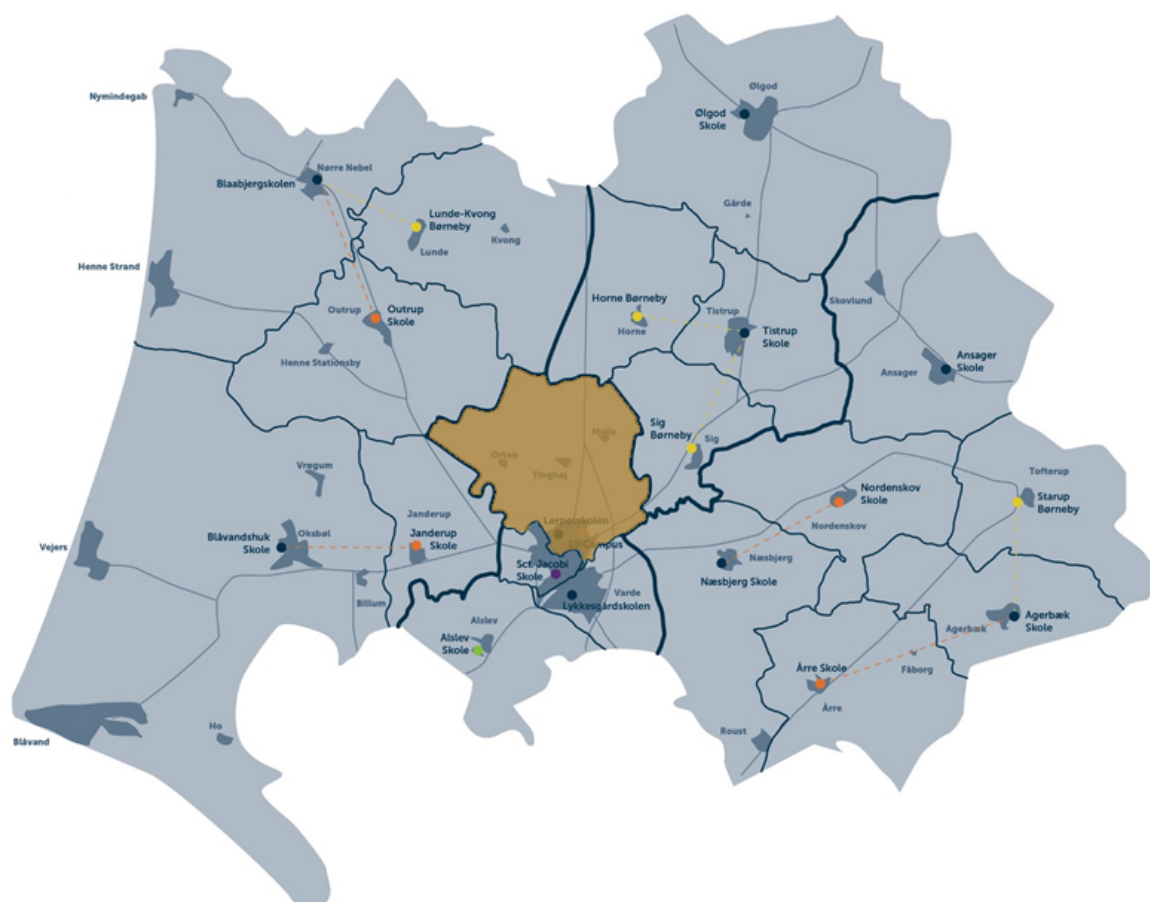 Ølgod
Nymindegab
Ølgod
Skole
Nørre Nebel
Blaabjergskolen
Gårde
Lunde-Kvong
Børneby
Kvong
Lunde
Henne Strand
Skovlund
Horne Børneby
Outrup
Outrup
Skole
Tistrup
Horne
Tistrup
Skole
Henne Stationsby
Ansager
Skole
Ansager
Sig
Børneby
Sig
Mejls
Orten
Tinghøj
Vrøgum
Tofterup
Nordenskov
Skole
Starup
Børneby
Janderup
Nordenskov
Lerpøtskolen
Oksbøl
Blåvandshuk
Skole
Janderup
Skole
Vejers
10iCampus
Næsbjerg
Sct. Jacobi
Skole
Næsbjerg Skole
Billum
Varde
Lykkesgårdskolen
Alslev
Agerbæk
Skole
Agerbæk
Alslev
Skole
Årre Skole
Fåborg
Årre
Ho
Roust
Blåvand